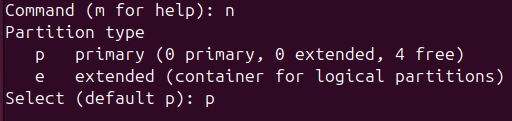 Command (m for help): n
Partition type
   p   primary (0 primary, 0 extended, 4 free)
   e   extended (container for logical partitions)
Select (default p): p